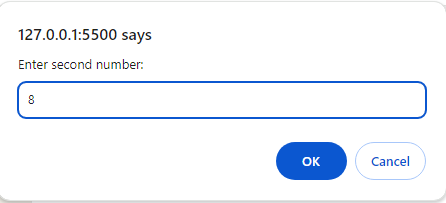 127.0.0.1:5500 says
Enter second number:
8
OK Cancel